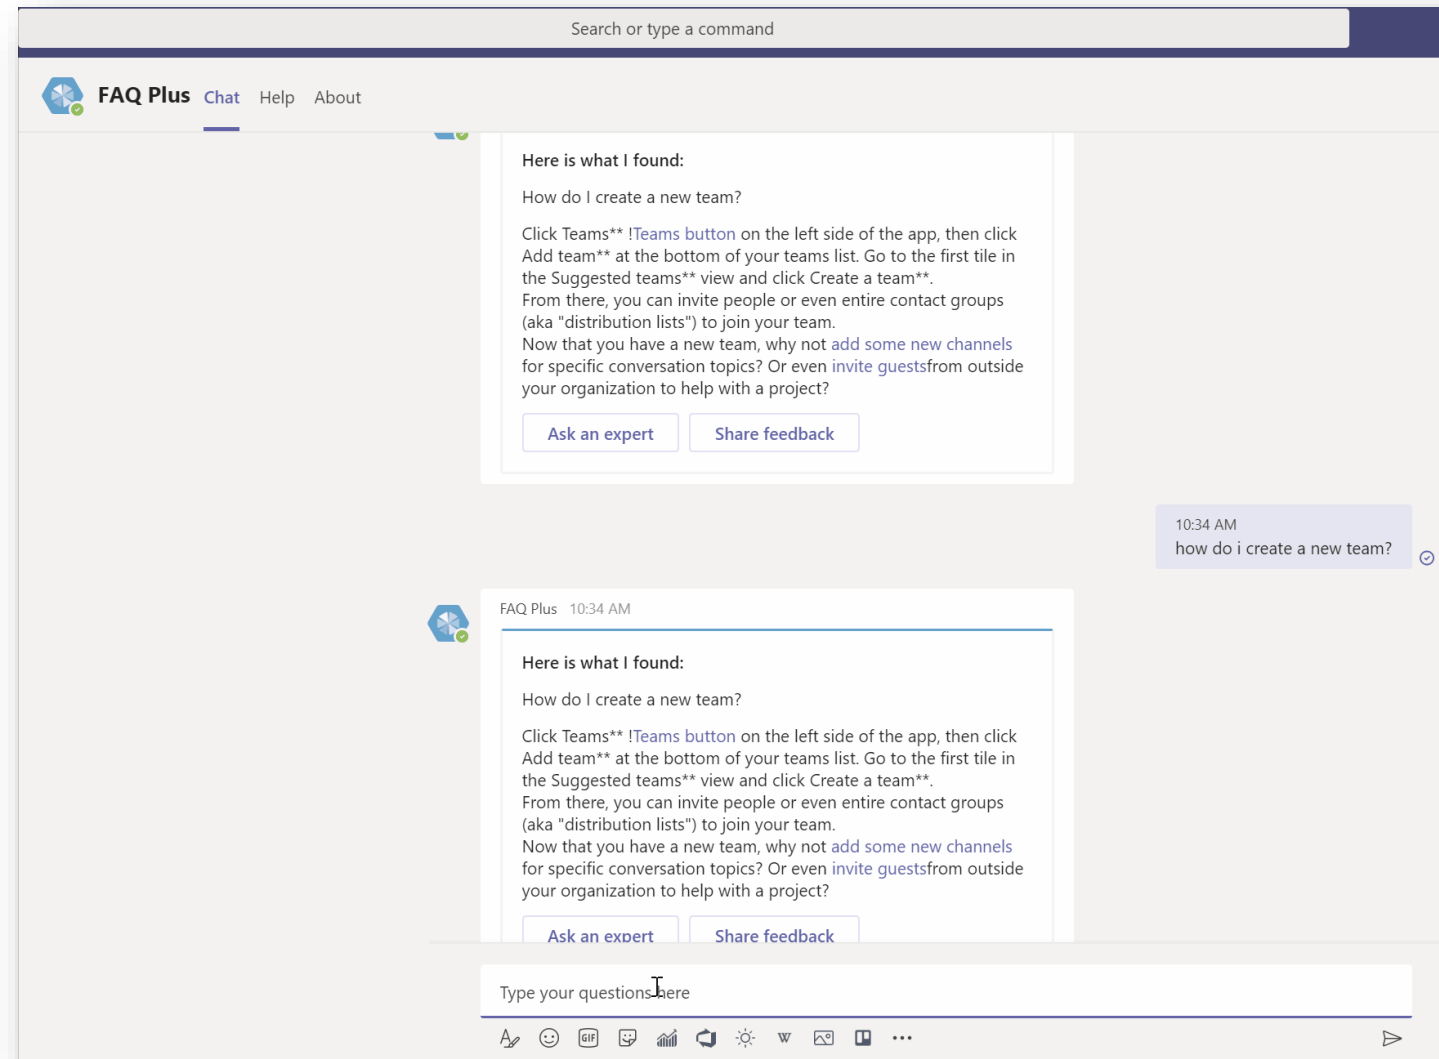 Search or type a command
FAQ Plus Chat Help About
Here is what I found:
How do I create a new team?
Click Teams** !Teams button on the left side of the app, then click
Add team** at the bottom of your teams list. Go to the first tile in
the Suggested teams** view and click Create a team**.
From there, you can invite people or even entire contact groups
(aka "distribution lists") to join your team.
Now that you have a new team, why not add some new channels
for specific conversation topics? Or even invite guestsfrom outside
your organization to help with a project?
Ask an expert Share feedback
10:34 AM
how do i create a new team?
FAQ Plus 10:34 AM
Here is what I found:
How do I create a new team?
Click Teams** !Teams button on the left side of the app, then click
Add team** at the bottom of your teams list. Go to the first tile in
the Suggested teams** view and click Create a team**.
From there, you can invite people or even entire contact groups
(aka "distribution lists") to join your team.
Now that you have a new team, why not add some new channels
for specific conversation topics? Or even invite guestsfrom outside
your organization to help with a project?
Ask an expert Share feedback
Type your questions here
GIF W